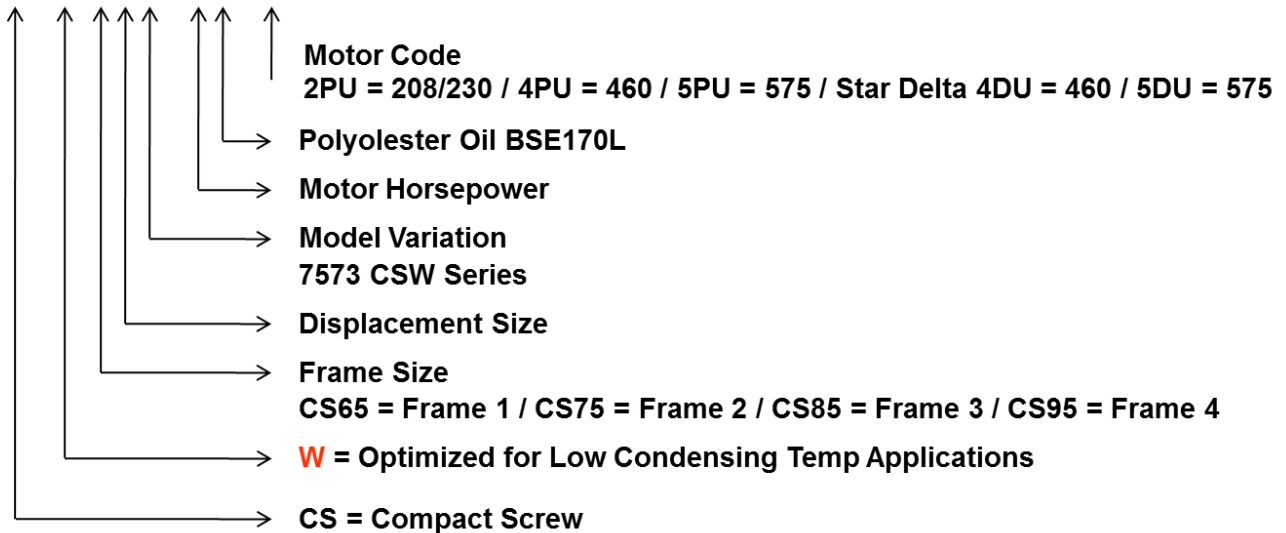 Motor Code
2PU = 208/230 / 4PU = 460 / 5PU = 575 / Star Delta 4DU = 460 / 5DU = 575
Polyolester Oil BSE170L
Motor Horsepower
Model Variation
7573 CSW Series
Displacement Size
Frame Size
CS65 = Frame 1 / CS75 = Frame 2 / CS85 = Frame 3 / CS95 = Frame 4
W = Optimized for Low Condensing Temp Applications
CS = Compact Screw